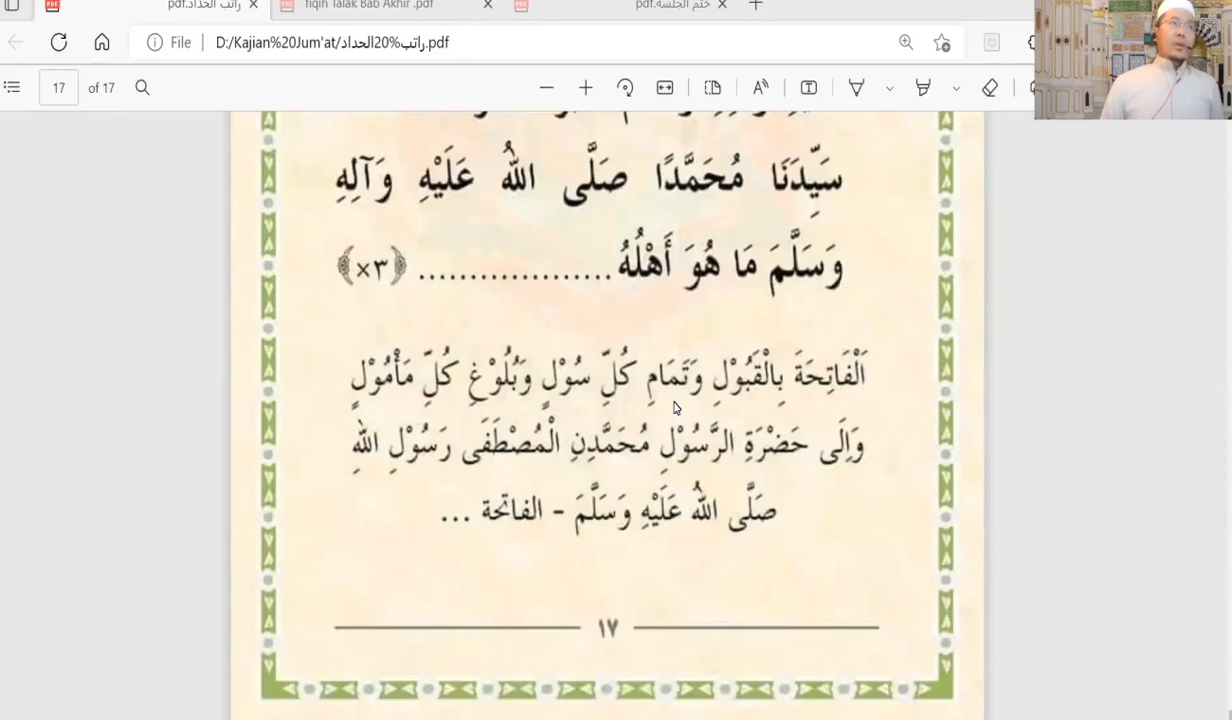 راتب الحداد.pdf
fiqih Talak Bab Akhir .pdf
ختم الجلسة.pdf
File D:/Kajian%20Jum'at/راتب%20الحداد.pdf
17 of 17
سَيِّدَنَا مُحَمَّدًا صَلَّى اللهُ عَلَيْهِ وَآلِهِ
وَسَلَّمَ مَا هُوَ أَهْلُهُ .................. ﴿٣×﴾
اَلْفَاتِحَةَ بِالْقَبُوْلِ وَتَمَامِ كُلِّ سُوْلٍ وَبُلُوْغِ كُلِّ مَأْمُوْلٍ
وَاِلَى حَضْرَةِ الرَّسُوْلِ مُحَمَّدِنِ الْمُصْطَفَى رَسُوْلِ اللهِ
صَلَّى اللهُ عَلَيْهِ وَسَلَّمَ - الفاتحة ...
١٧